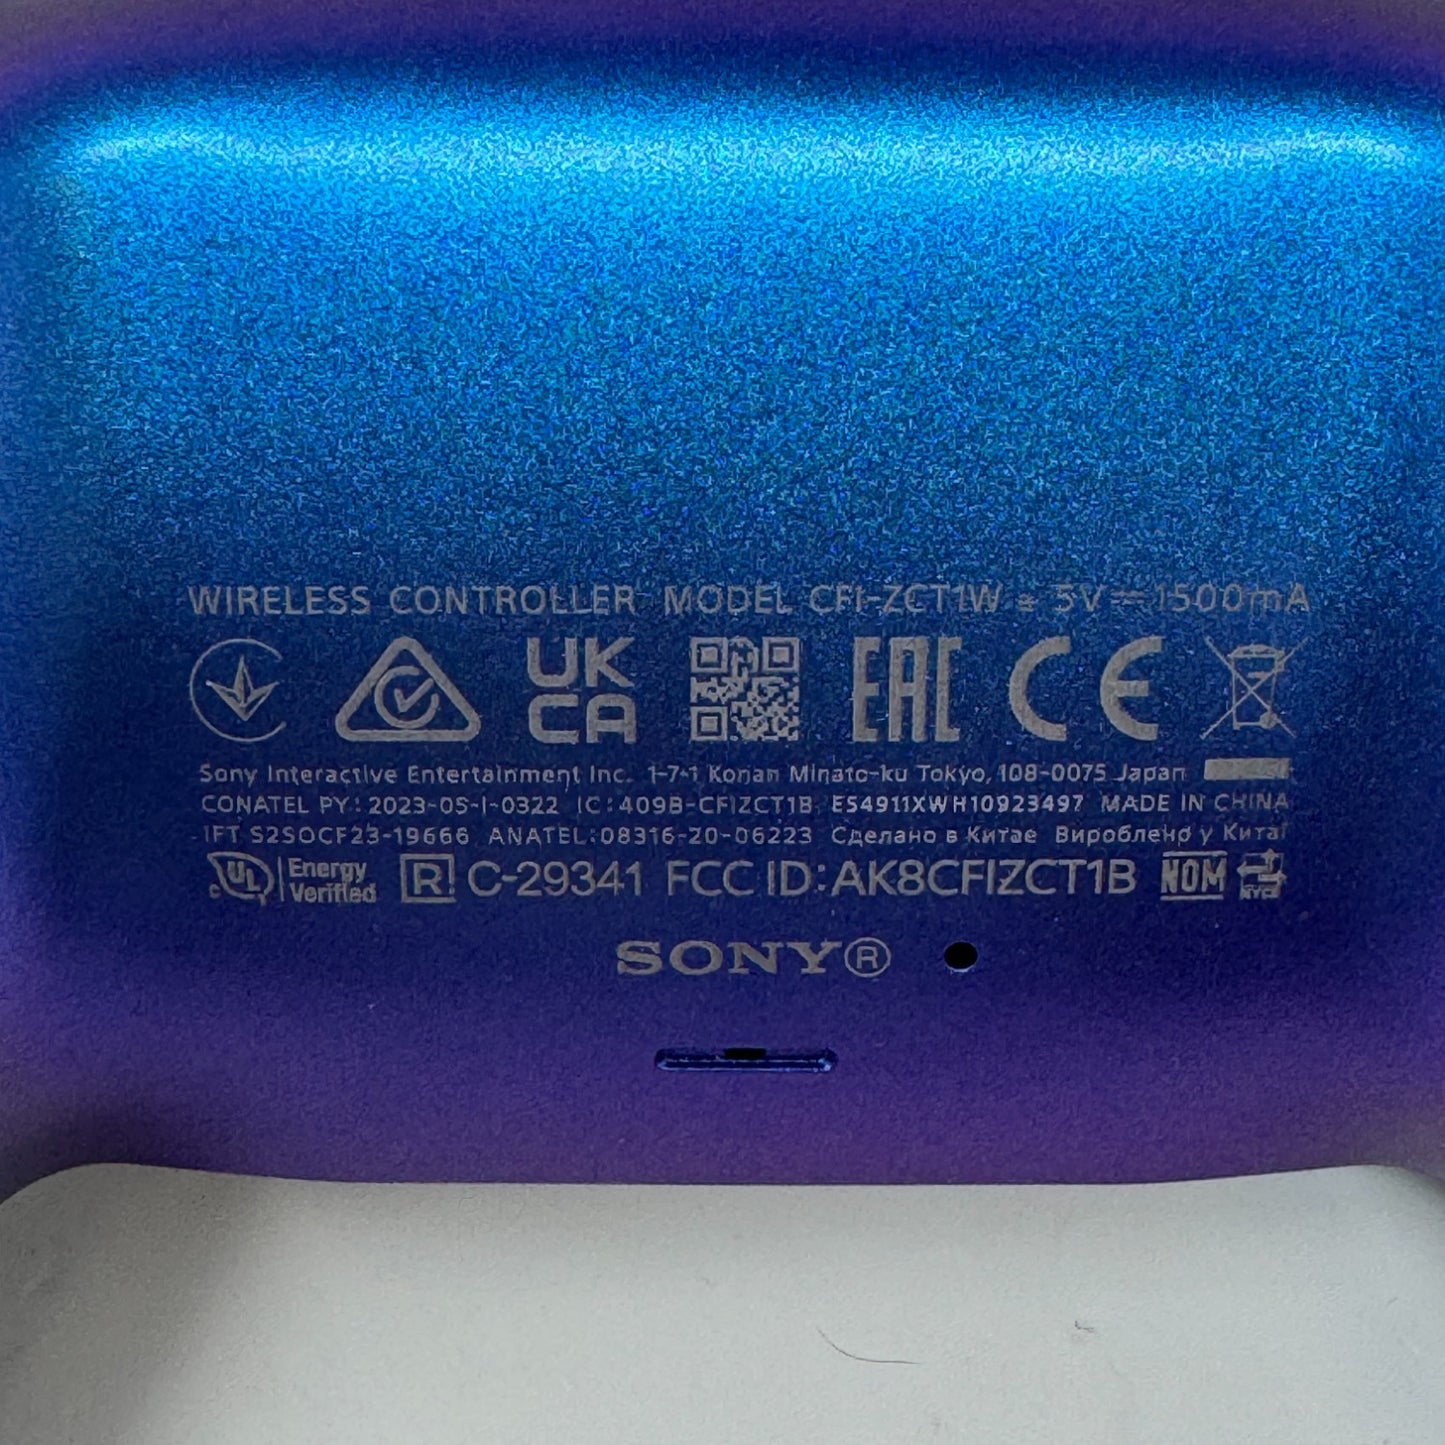 WIRELESS CONTROLLER MODEL CFI-ZCT1W ⎓ 5V⎓1500mA
UK
CA
EAC
CE
Sony Interactive Entertainment Inc. 1-7-1 Konan Minato-ku Tokyo, 108-0075 Japan
CONATEL PY: 2023-05-I-0322 IC:409B-CFIZCT1B E54911XWH10923497 MADE IN CHINA
IFT S2SOCF23-19666 ANATEL:08316-20-06223 Сделано в Китае Вироблено у Китаї
c UL Energy Verified R! C-29341 FCC ID:AK8CFIZCT1B NOM NYCE
SONY®